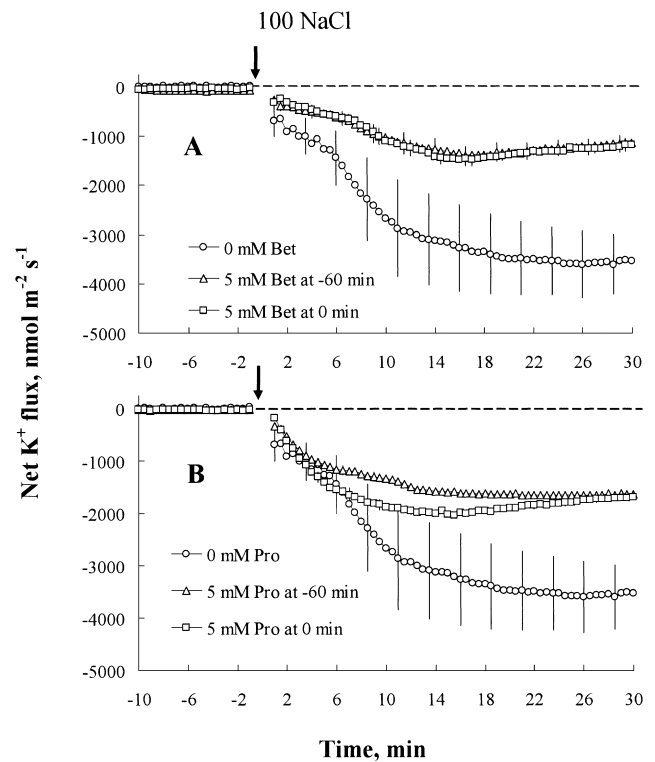 100 NaCl
0
-1000
-2000
-3000
-4000
-5000
A
0 mM Bet
5 mM Bet at -60 min
5 mM Bet at 0 min
-10 -6 -2 2 6 10 14 18 22 26 30
Net K⁺ flux, nmol m⁻² s⁻¹
0
-1000
-2000
-3000
-4000
-5000
B
0 mM Pro
5 mM Pro at -60 min
5 mM Pro at 0 min
-10 -6 -2 2 6 10 14 18 22 26 30
Time, min